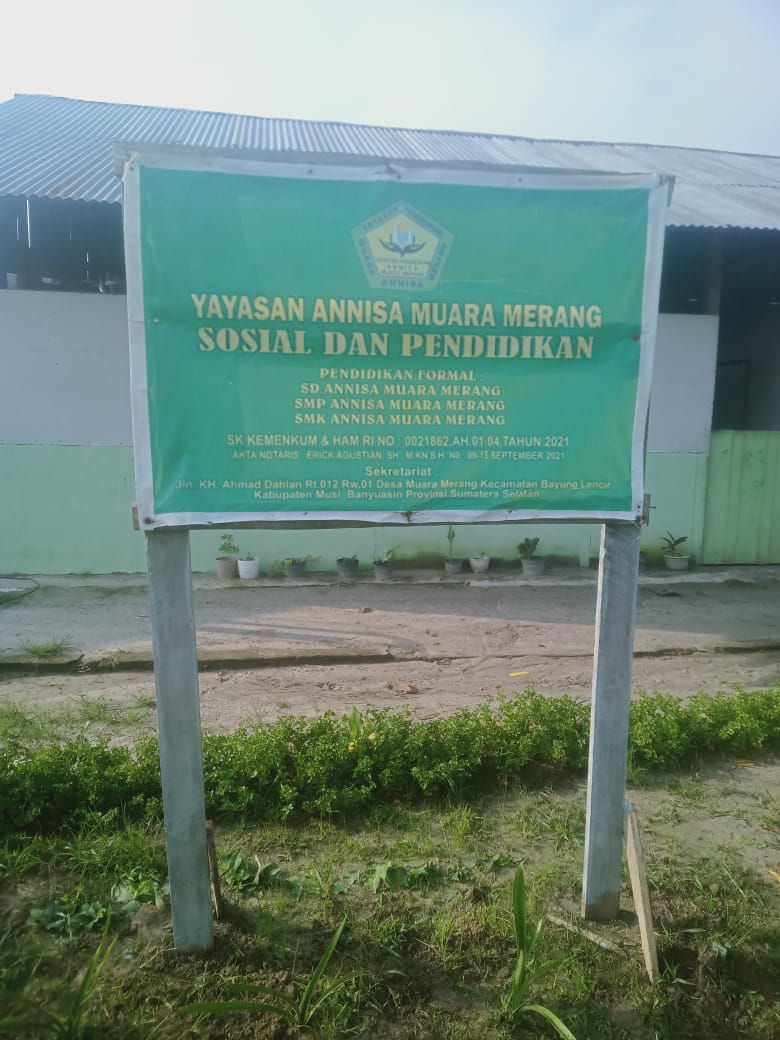 ANNISA
YAYASAN ANNISA MUARA MERANG
SOSIAL DAN PENDIDIKAN
PENDIDIKAN FORMAL :
SD ANNISA MUARA MERANG
SMP ANNISA MUARA MERANG
SMK ANNISA MUARA MERANG
SK KEMENKUM & HAM RI NO : 0021862.AH.01.04 TAHUN 2021
AKTA NOTARIS : ERICK AGUSTIAN, SH . M.KN S.H NO. 09-15 SEPTEMBER 2021
Sekretariat :
Jln. KH. Ahmad Dahlan Rt.012 Rw.01 Desa Muara Merang Kecamatan Bayung Lencir
Kabupaten Musi Banyuasin Provinsi Sumatera Selatan